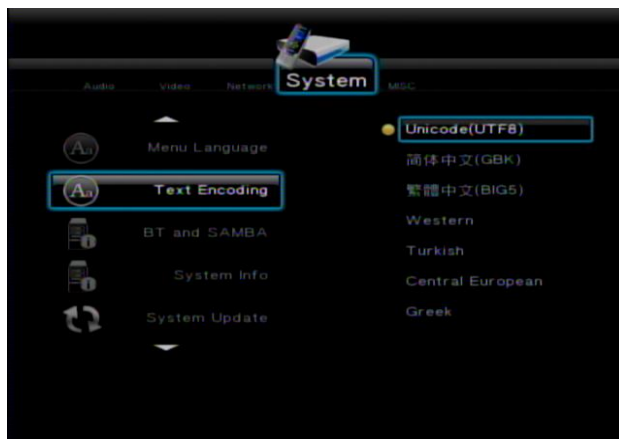 Audio Video Network System MISC
Menu Language
Text Encoding
BT and SAMBA
System Info
System Update
Unicode(UTF8)
简体中文(GBK)
繁體中文(BIG5)
Western
Turkish
Central European
Greek